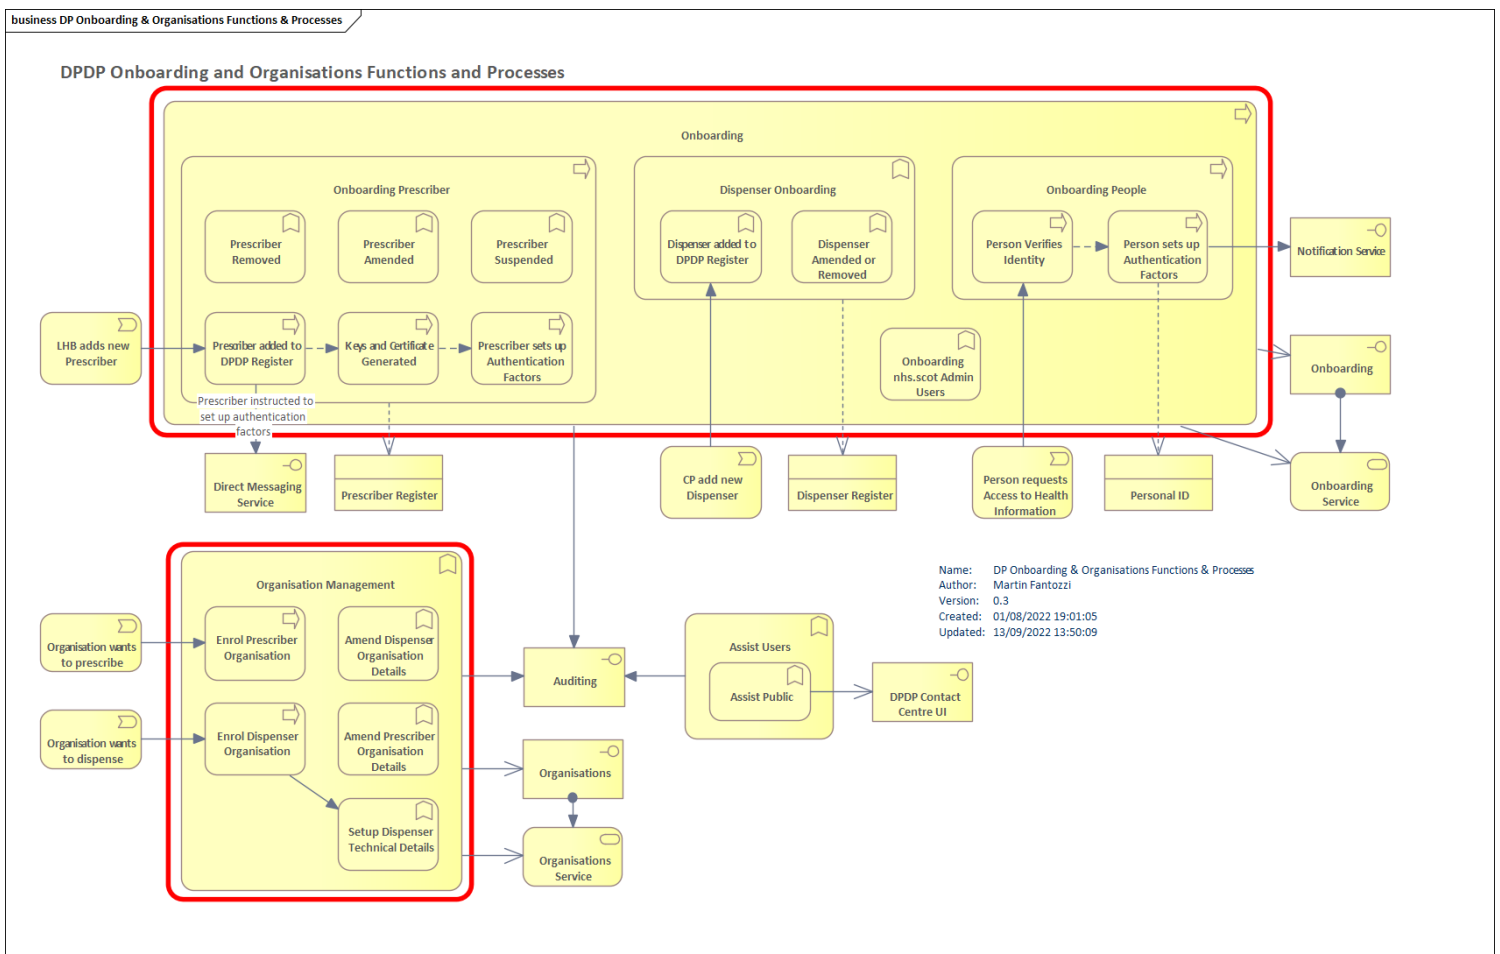 business DP Onboarding & Organisations Functions & Processes
DPDP Onboarding and Organisations Functions and Processes
Onboarding
Onboarding Prescriber
Dispenser Onboarding
Onboarding People
Prescriber
Removed
Prescriber
Amended
Prescriber
Suspended
Dispenser added to
DPDP Register
Dispenser
Amended or
Removed
Person Verifies
Identity
Person sets up
Authentication
Factors
Notification Service
LHB adds new
Prescriber
Prescriber added to
DPDP Register
Keys and Certificate
Generated
Prescriber sets up
Authentication
Factors
Onboarding
nhs.scot Admin
Users
Onboarding
Prescriber instructed to
set up authentication
factors
Direct Messaging
Service
Prescriber Register
CP add new
Dispenser
Dispenser Register
Person requests
Access to Health
Information
Personal ID
Onboarding
Service
Organisation Management
Organisation wants
to prescribe
Enrol Prescriber
Organisation
Amend Dispenser
Organisation
Details
Organisation wants
to dispense
Enrol Dispenser
Organisation
Amend Prescriber
Organisation
Details
Setup Dispenser
Technical Details
Auditing
Assist Users
Assist Public
DPDP Contact
Centre UI
Organisations
Organisations
Service
Name: DP Onboarding & Organisations Functions & Processes
Author: Martin Fantozzi
Version: 0.3
Created: 01/08/2022 19:01:05
Updated: 13/09/2022 13:50:09